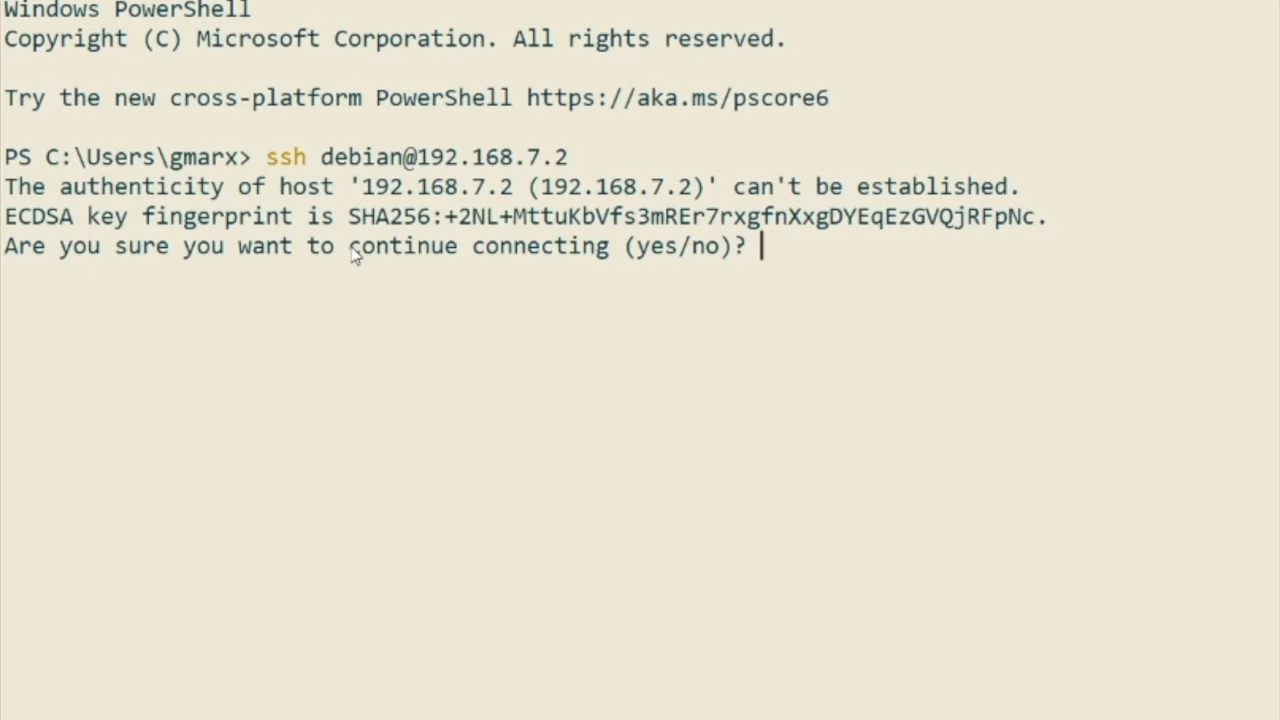 Windows PowerShell
Copyright (C) Microsoft Corporation. All rights reserved.
Try the new cross-platform PowerShell https://aka.ms/pscore6
PS C:\Users\gmarx> ssh debian@192.168.7.2
The authenticity of host '192.168.7.2 (192.168.7.2)' can't be established.
ECDSA key fingerprint is SHA256:+2NL+MttuKbVfs3mREr7rxgfnXxgDYEqEzGVQjRFpNc.
Are you sure you want to continue connecting (yes/no)?